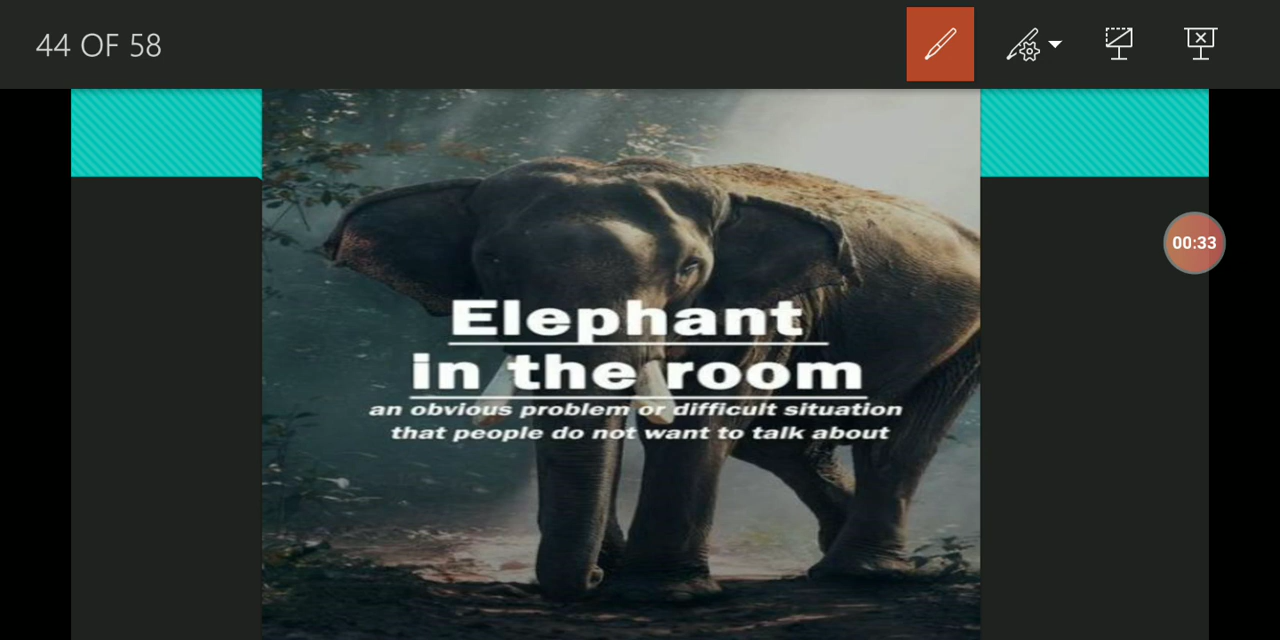 44 OF 58
00:33
Elephant
in the room
an obvious problem or difficult situation
that people do not want to talk about